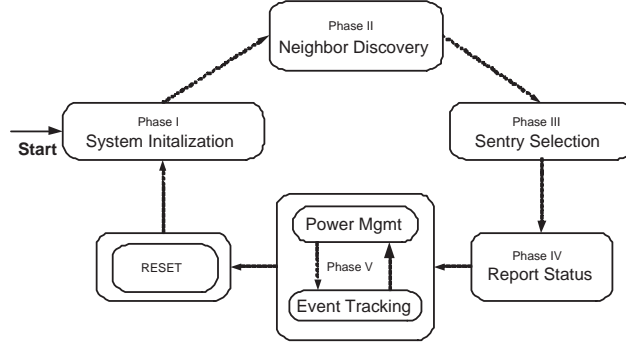 Phase II
Neighbor Discovery
Phase I
System Initalization
Start
Phase III
Sentry Selection
Power Mgmt
Phase V
Event Tracking
Phase IV
Report Status
RESET